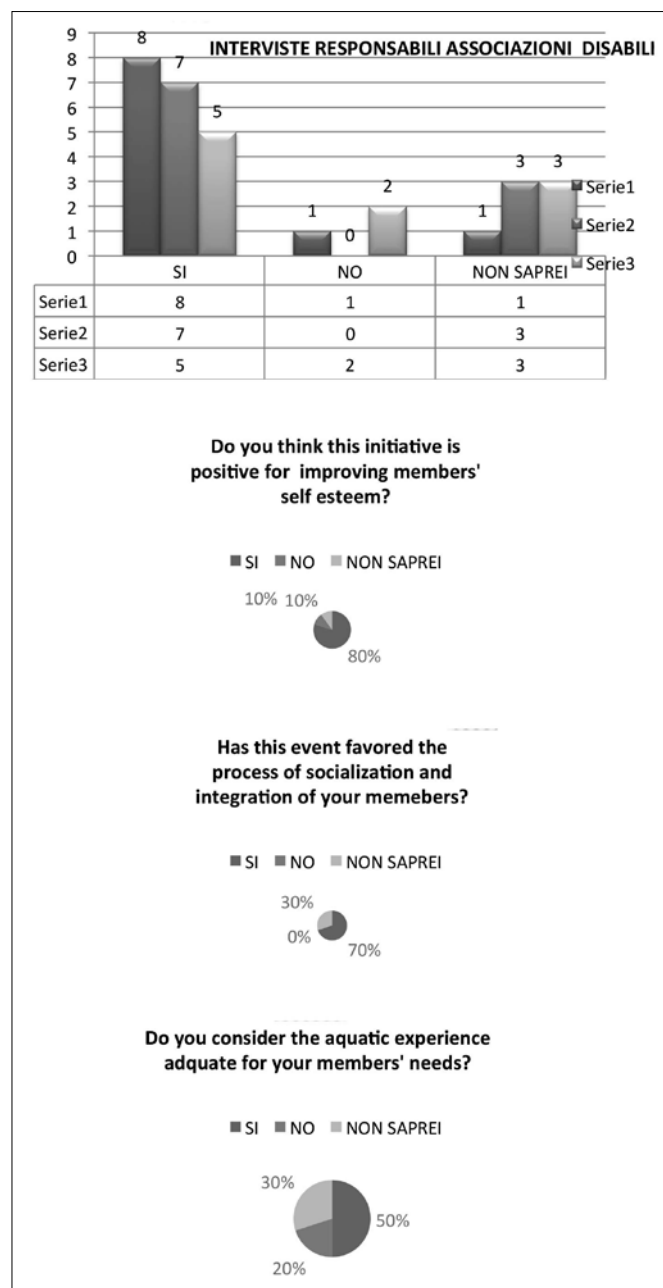 INTERVISTE RESPONSABILI ASSOCIAZIONI DISABILI
9
8
7
6
5
4
3
2
1
0
8
7
5
1
0
2
1
3
3
Serie1
Serie2
Serie3
SI NO NON SAPREI
Serie1 8 1 1
Serie2 7 0 3
Serie3 5 2 3
Do you think this initiative is
positive for improving members'
self esteem?
SI NO NON SAPREI
10% 10%
80%
Has this event favored the
process of socialization and
integration of your memebers?
SI NO NON SAPREI
30%
0%
70%
Do you consider the aquatic experience
adquate for your members' needs?
SI NO NON SAPREI
30%
50%
20%